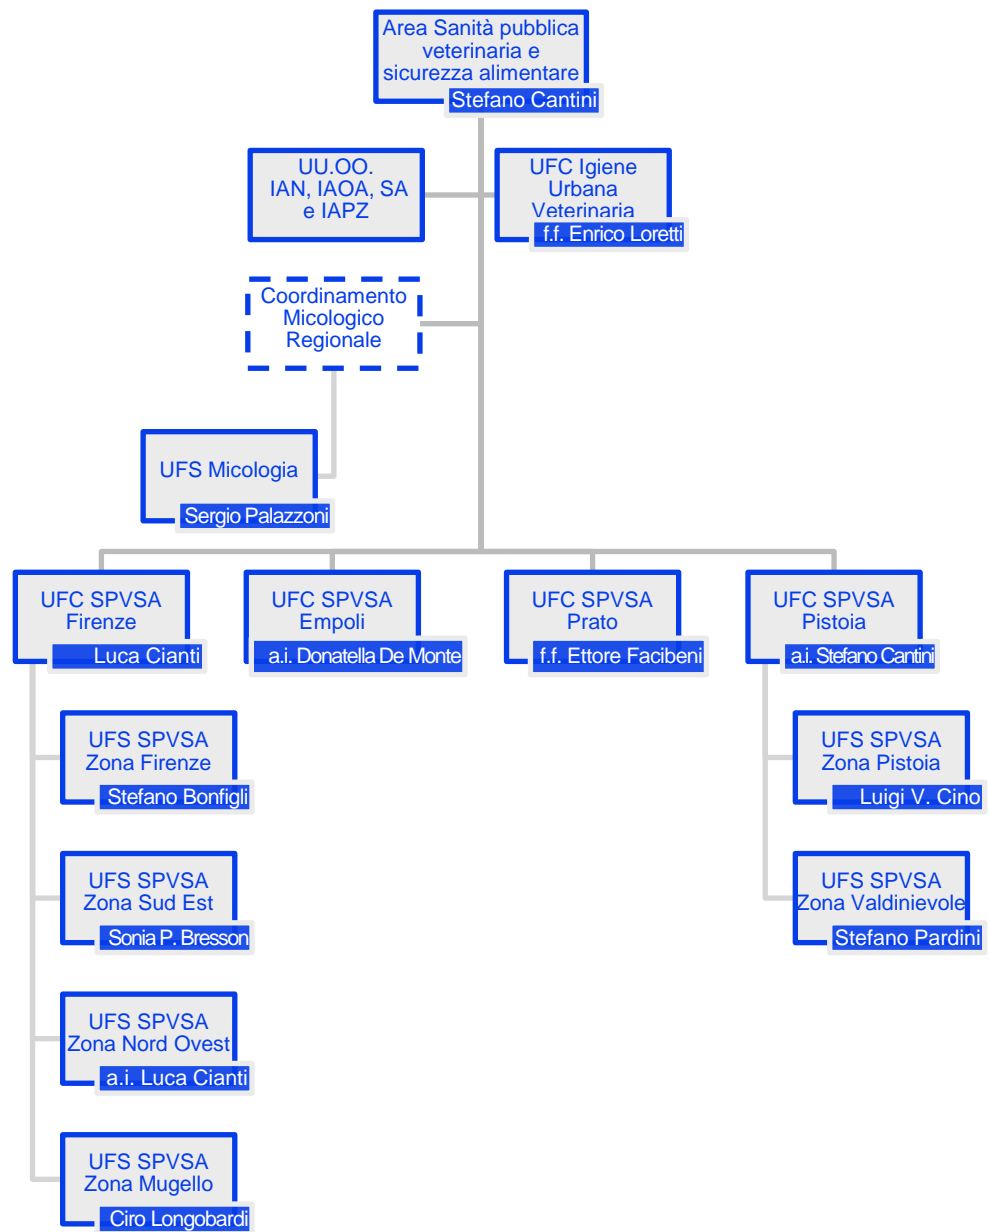 Area Sanità pubblica
veterinaria e
sicurezza alimentare
Stefano Cantini
UU.OO.
IAN, IAOA, SA
e IAPZ
UFC Igiene
Urbana
Veterinaria
f.f. Enrico Loretti
Coordinamento
Micologico
Regionale
UFS Micologia
Sergio Palazzoni
UFC SPVSA
Firenze
Luca Cianti
UFC SPVSA
Empoli
a.i. Donatella De Monte
UFC SPVSA
Prato
f.f. Ettore Facibeni
UFC SPVSA
Pistoia
a.i. Stefano Cantini
UFS SPVSA
Zona Firenze
Stefano Bonfigli
UFS SPVSA
Zona Pistoia
Luigi V. Cino
UFS SPVSA
Zona Sud Est
Sonia P. Bresson
UFS SPVSA
Zona Valdinievole
Stefano Pardini
UFS SPVSA
Zona Nord Ovest
a.i. Luca Cianti
UFS SPVSA
Zona Mugello
Ciro Longobardi